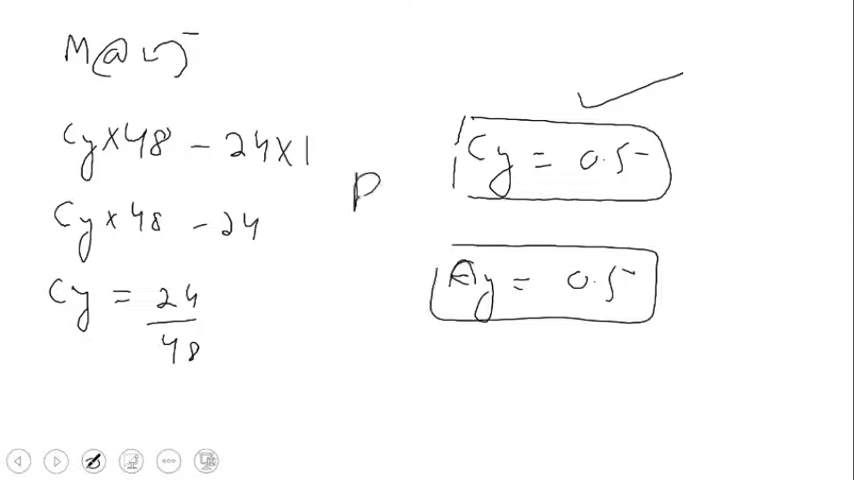 Cy×48 - 24×1
Cy×48 - 24
Cy = 24
48
P
Cy = 0.5
Ay = 0.5